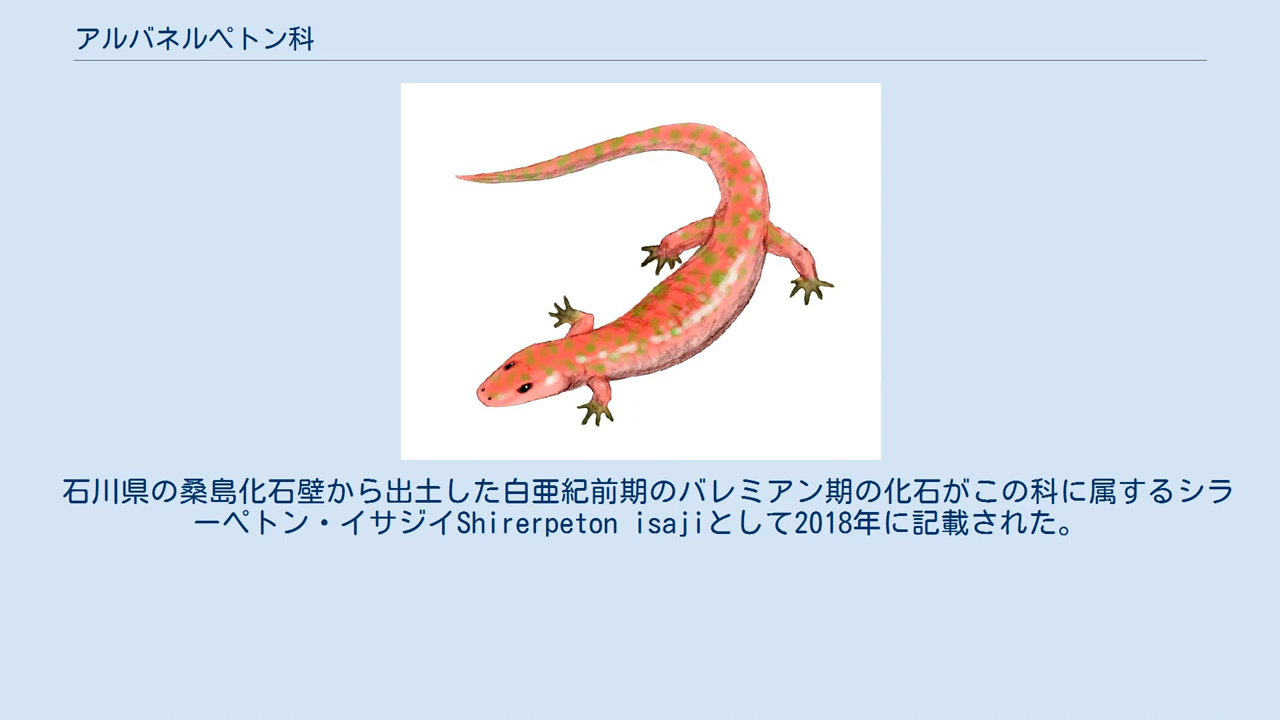 アルバネルペトン科
石川県の桑島化石壁から出土した白亜紀前期のバレミアン期の化石がこの科に属するシラ
ーペトン・イサジイShirerpeton isajiとして2018年に記載された。